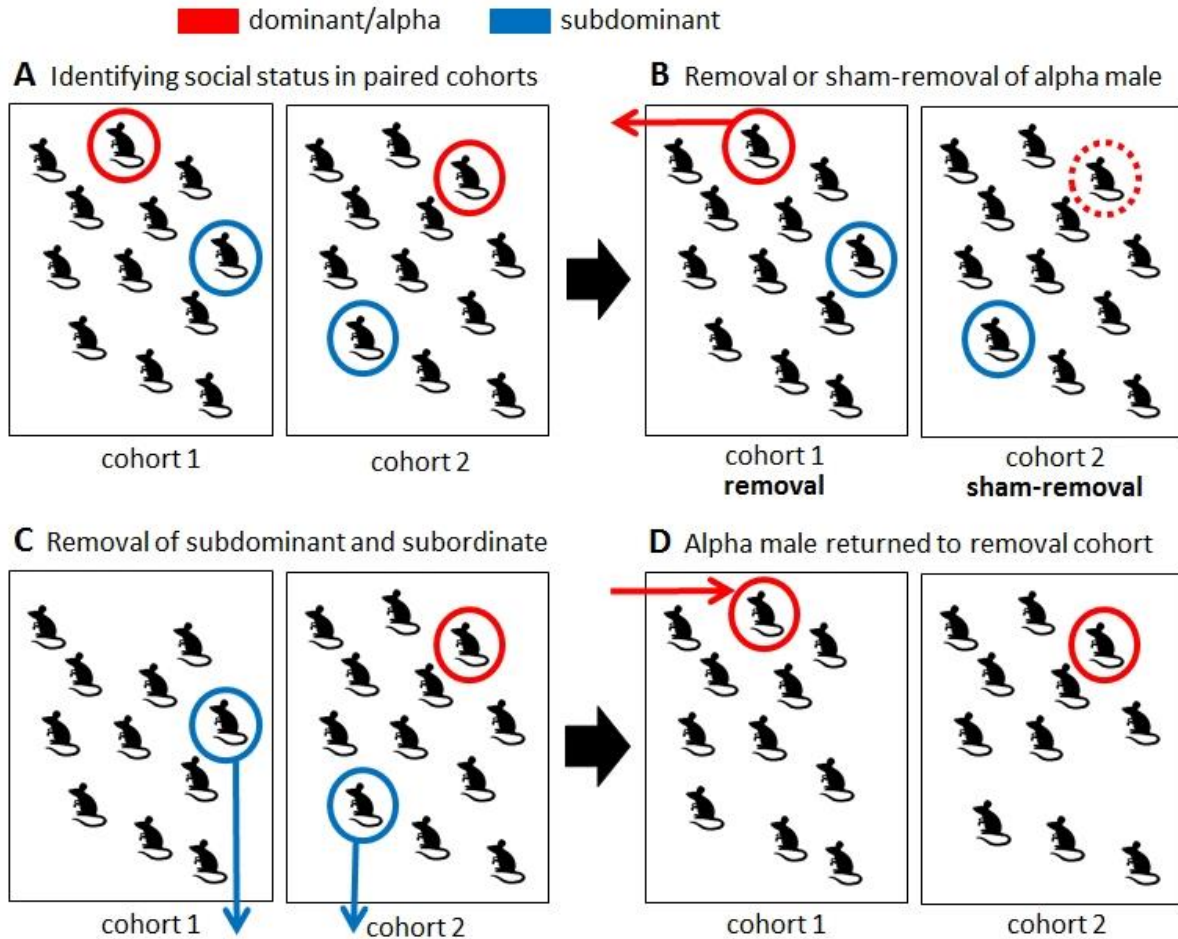 dominant/alpha subdominant
A Identifying social status in paired cohorts
B Removal or sham-removal of alpha male
cohort 1
cohort 2
cohort 1
removal
cohort 2
sham-removal
C Removal of subdominant and subordinate
D Alpha male returned to removal cohort
cohort 1
cohort 2
cohort 1
cohort 2